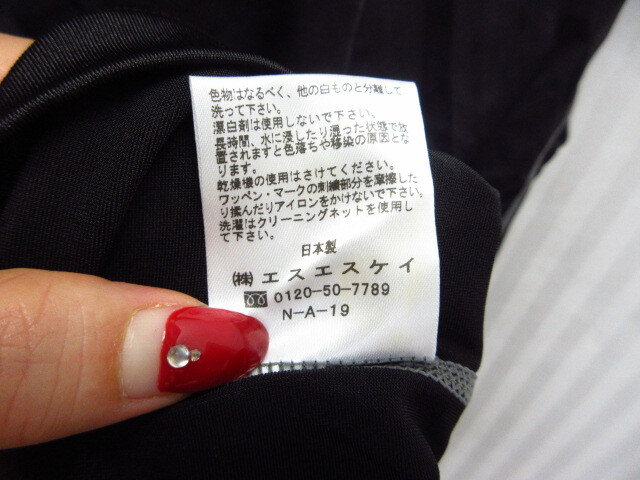 色物はなるべく、他の白ものと分離して
洗って下さい。
漂白剤は使用しないで下さい。
長時間、水に浸したり湿った状態で放
置されますと色落ちや移染の原因とな
ります。
乾燥機の使用はさけてください。
ワッペン・マークの刺繍部分を摩擦した
り揉んだりアイロンをかけないで下さい。
洗濯はクリーニングネットを使用し
て下さい。
日本製
㈱エスエスケイ
0120-50-7789
N-A-19